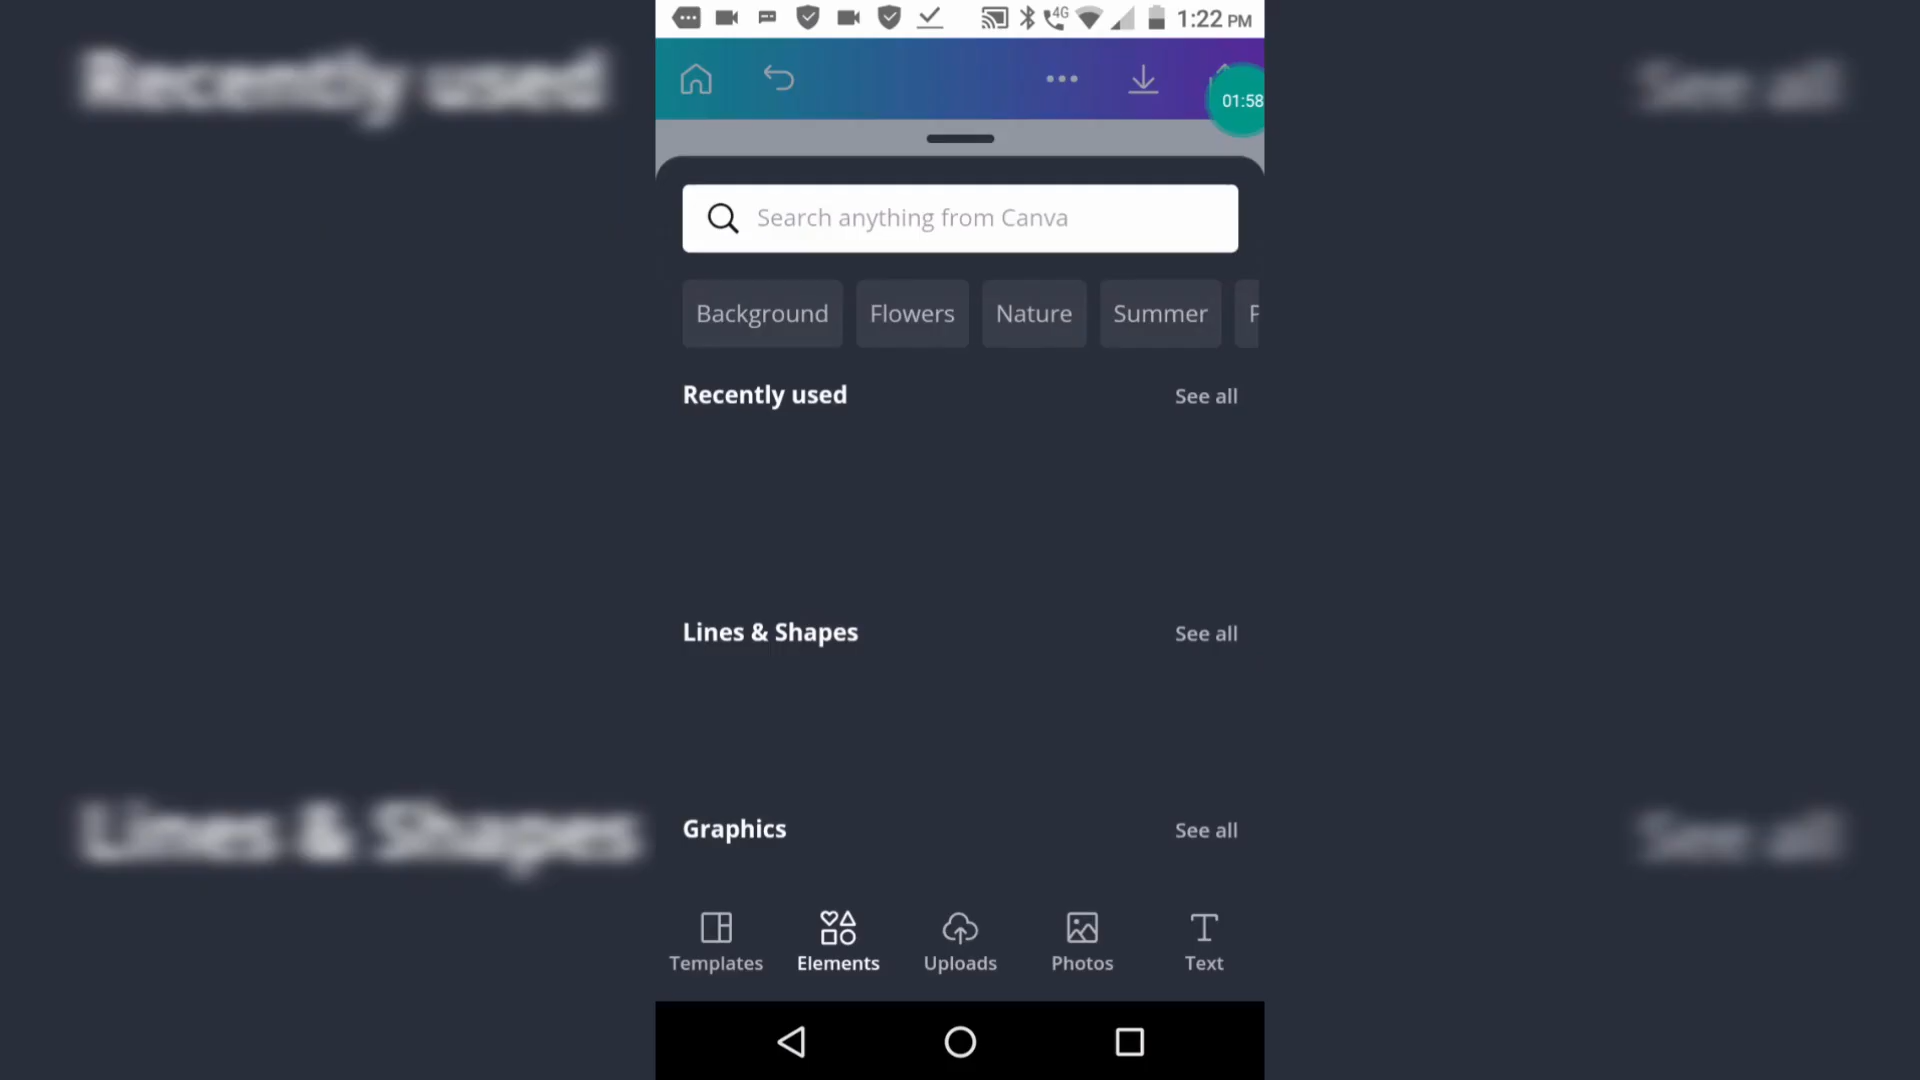 4G 1:22 PM
01:58
Search anything from Canva
Background Flowers Nature Summer
Recently used See all
Lines & Shapes See all
Graphics See all
Templates Elements Uploads Photos Text
Recently used See all
Lines & Shapes See all